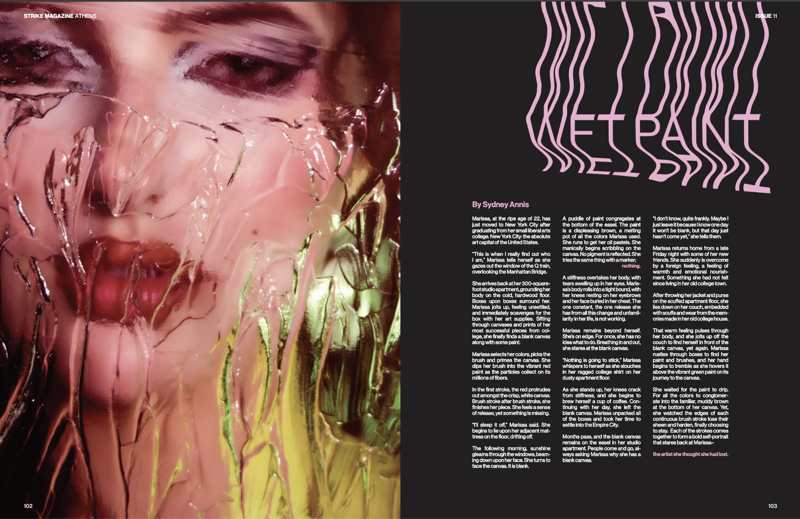 STRIKE MAGAZINE ATHENS
ISSUE 11
WET PAINT
By Sydney Annis
Marissa, at the ripe age of 22, has
just moved to New York City after
graduating from her small liberal arts
college. New York City: the absolute
art capital of the United States.
"This is when I really find out who
I am," Marissa tells herself as she
gazes out the window of the Q train,
overlooking the Manhattan Bridge.
She arrives back at her 300-square-
foot studio apartment, grounding her
body on the cold, hardwood floor.
Boxes upon boxes surround her.
Marissa jolts up, feeling unsettled,
and immediately scavenges for the
box with her art supplies. Sifting
through canvases and prints of her
most successful pieces from col-
lege, she finally finds a blank canvas
along with some paint.
Marissa selects her colors, picks the
brush and primes the canvas. She
dips her brush into the vibrant red
paint as the particles collect on its
millions of fibers.
In the first stroke, the red protrudes
out amongst the crisp, white canvas.
Brush stroke after brush stroke, she
finishes her piece. She feels a sense
of release, yet something is missing.
"I'll sleep it off," Marissa said. She
begins to lie upon her adjacent mat-
tress on the floor, drifting off.
The following morning, sunshine
gleams through the windows, beam-
ing down upon her face. She turns to
face the canvas. It is blank.
A puddle of paint congregates at
the bottom of the easel. The paint
is a displeasing brown, a melting
pot of all the colors Marissa used.
She runs to get her oil pastels. She
manically begins scribbling on the
canvas. No pigment is reflected. She
tries the same thing with a marker,
nothing.
A stiffness overtakes her body, with
tears swelling up in her eyes. Maris-
sa's body rolls into a tight bound, with
her knees resting on her eyebrows
and her face buried in her chest. The
one constant, the one release she
has from all this change and unfamil-
iarity in her life, is not working.
Marissa remains beyond herself.
She's on edge. For once, she has no
idea what to do. Breathing in and out,
she stares at the blank canvas.
"Nothing is going to stick," Marissa
whispers to herself as she slouches
in her ragged college shirt on her
dusty apartment floor.
As she stands up, her knees crack
from stiffness, and she begins to
brew herself a cup of coffee. Con-
tinuing with her day, she left the
blank canvas. Marissa unpacked all
of the boxes and took her time to
settle into the Empire City.
Months pass, and the blank canvas
remains on the easel in her studio
apartment. People come and go, al-
ways asking Marissa why she has a
blank canvas.
"I don't know, quite frankly. Maybe I
just leave it because I know one day
it won't be blank, but that day just
hasn't come yet," she tells them.
Marissa returns home from a late
Friday night with some of her new
friends. She suddenly is overcome
by a foreign feeling, a feeling of
warmth and emotional nourish-
ment. Something she had not felt
since living in her old college town.
After throwing her jacket and purse
on the scuffed apartment floor, she
lies down on her couch, embedded
with scuffs and wear from the mem-
ories made in her old college house.
That warm feeling pulses through
her body, and she jolts up off the
couch to find herself in front of the
blank canvas, yet again. Marissa
rustles through boxes to find her
paint and brushes, and her hand
begins to tremble as she hovers it
above the vibrant green paint on its
journey to the canvas.
She waited for the paint to drip.
For all the colors to conglomer-
ate into the familiar, muddy brown
at the bottom of her canvas. Yet,
she watched the edges of each
continuous brush stroke lose their
sheen and harden, finally choosing
to stay. Each of the strokes comes
together to form a bold self-portrait
that stares back at Marissa–
the artist she thought she had lost.
102
103